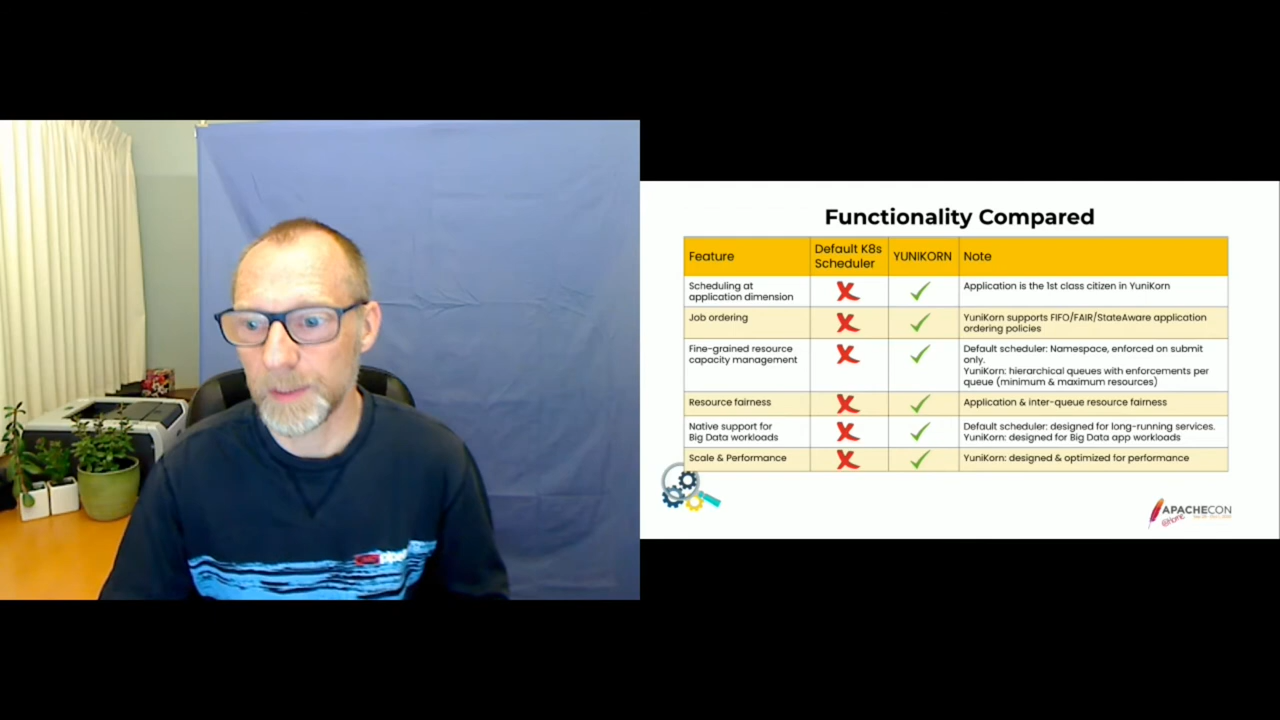 Functionality Compared
Feature
Default K8s
Scheduler
YUNIKORN
Note
Scheduling at
application dimension
Application is the 1st class citizen in YuniKorn
Job ordering
YuniKorn supports FIFO/FAIR/StateAware application
ordering policies
Fine-grained resource
capacity management
Default scheduler: Namespace, enforced on submit
only.
YuniKorn: hierarchical queues with enforcements per
queue (minimum & maximum resources)
Resource fairness
Application & inter-queue resource fairness
Native support for
Big Data workloads
Default scheduler: designed for long-running services.
YuniKorn: designed for Big Data app workloads
Scale & Performance
YuniKorn: designed & optimized for performance
APACHECON
@Home